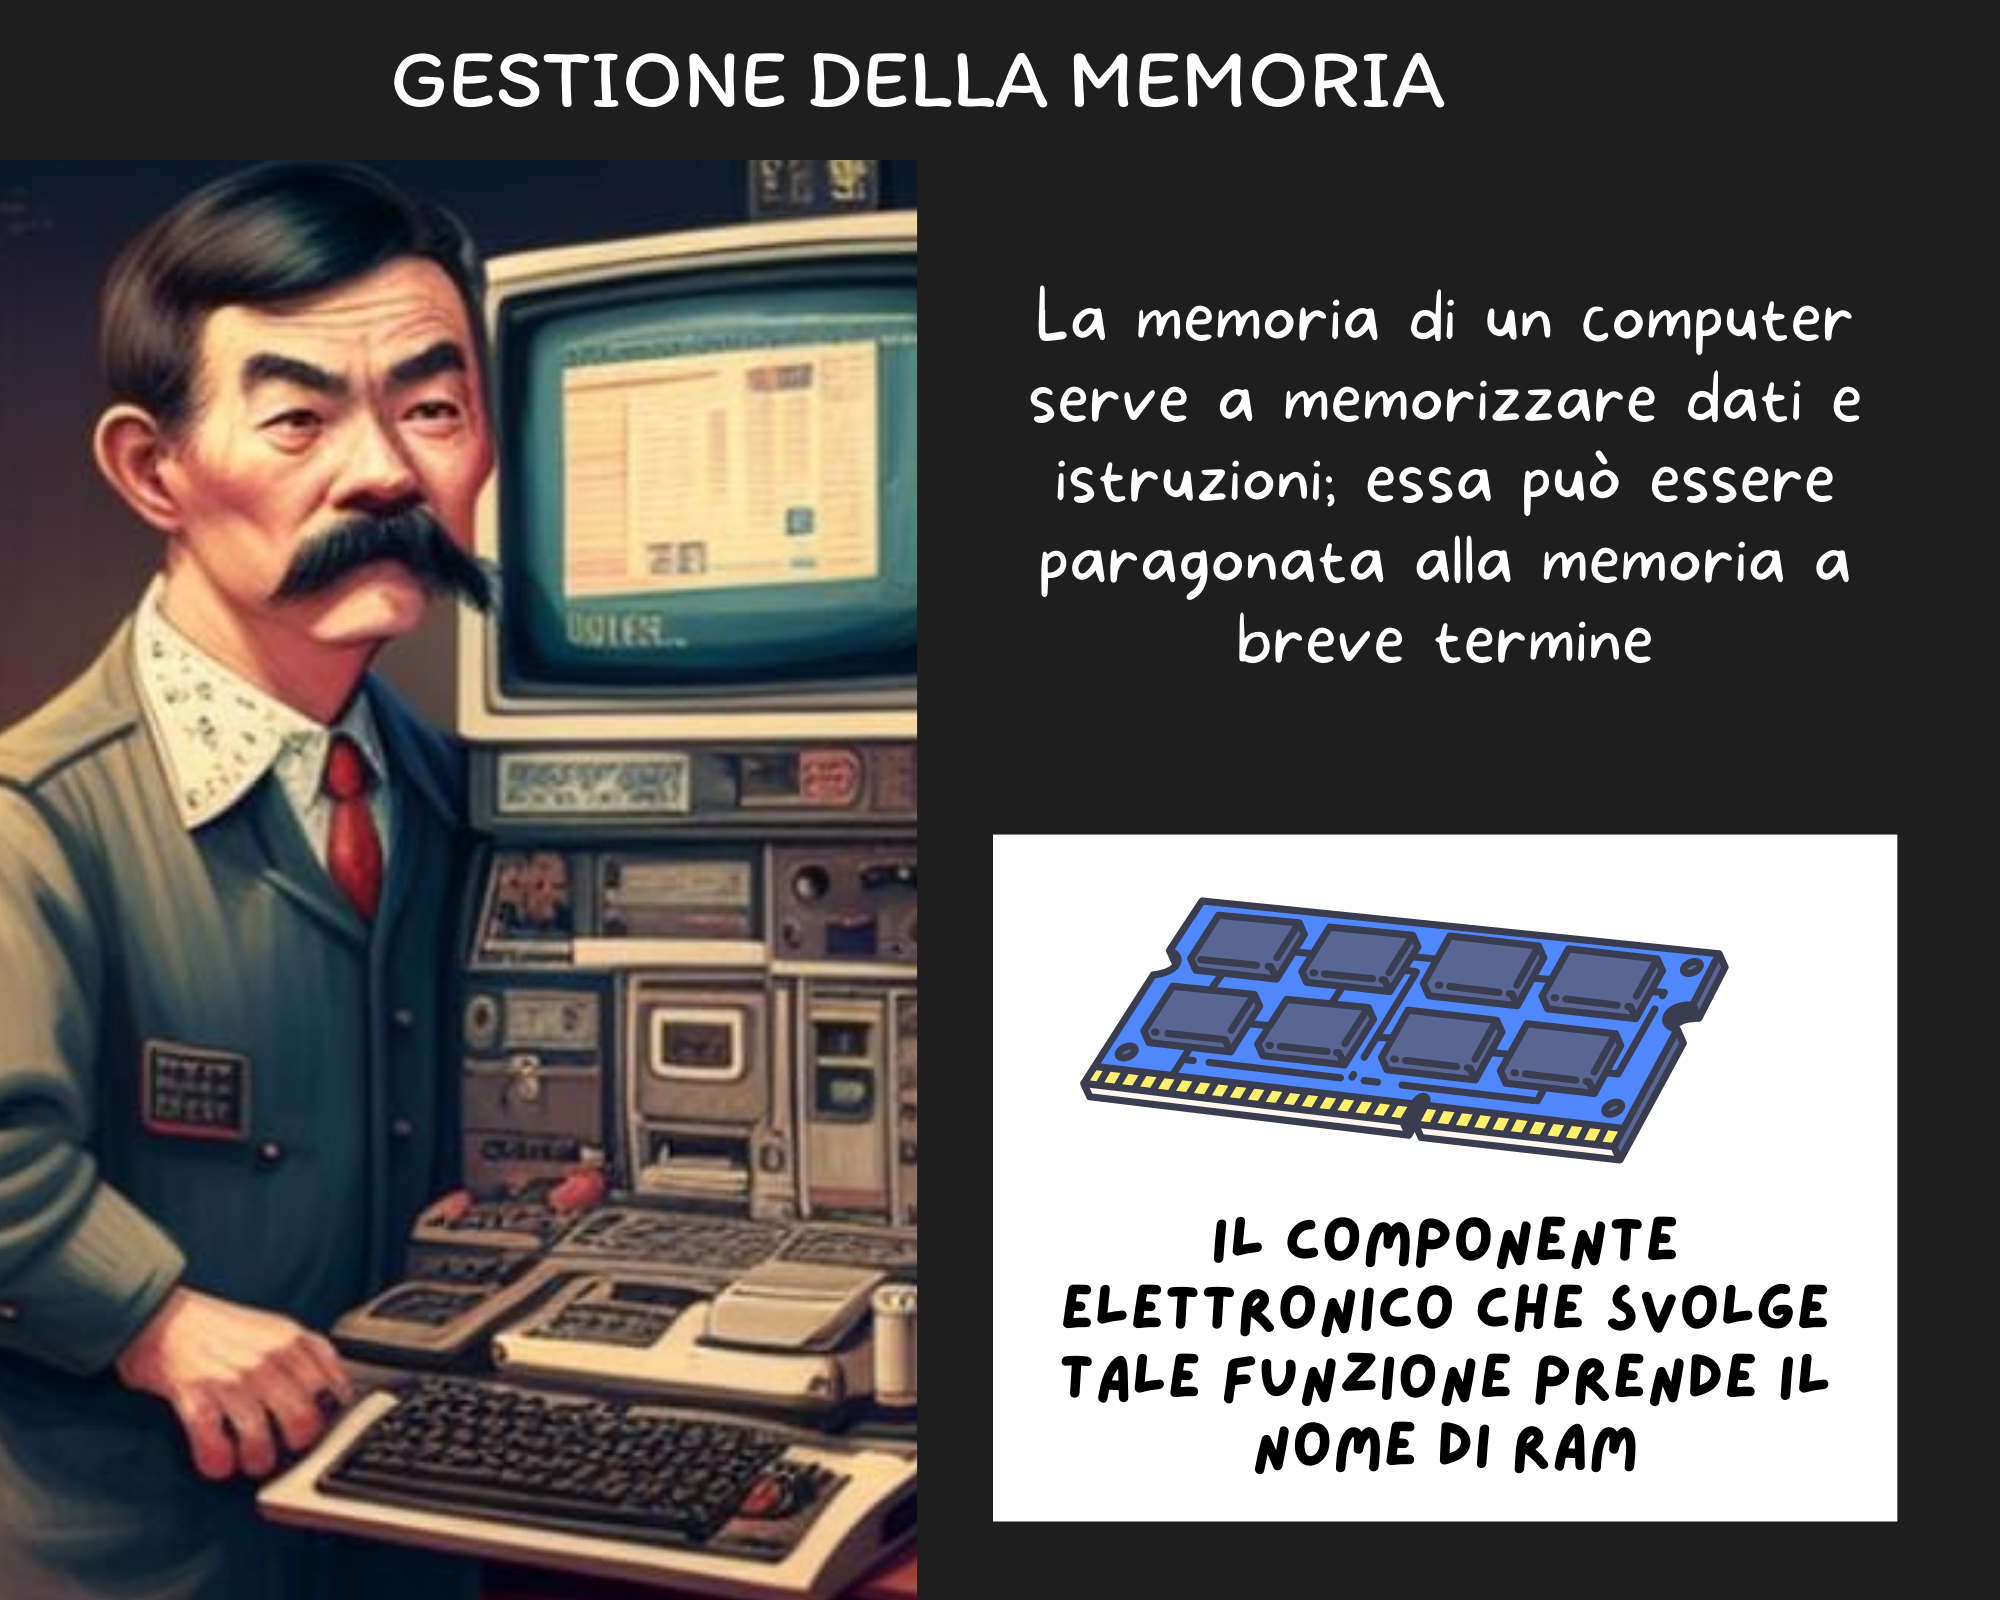 GESTIONE DELLA MEMORIA
La memoria di un computer
serve a memorizzare dati e
istruzioni; essa può essere
paragonata alla memoria a
breve termine
IL COMPONENTE
ELETTRONICO CHE SVOLGE
TALE FUNZIONE PRENDE IL
NOME DI RAM